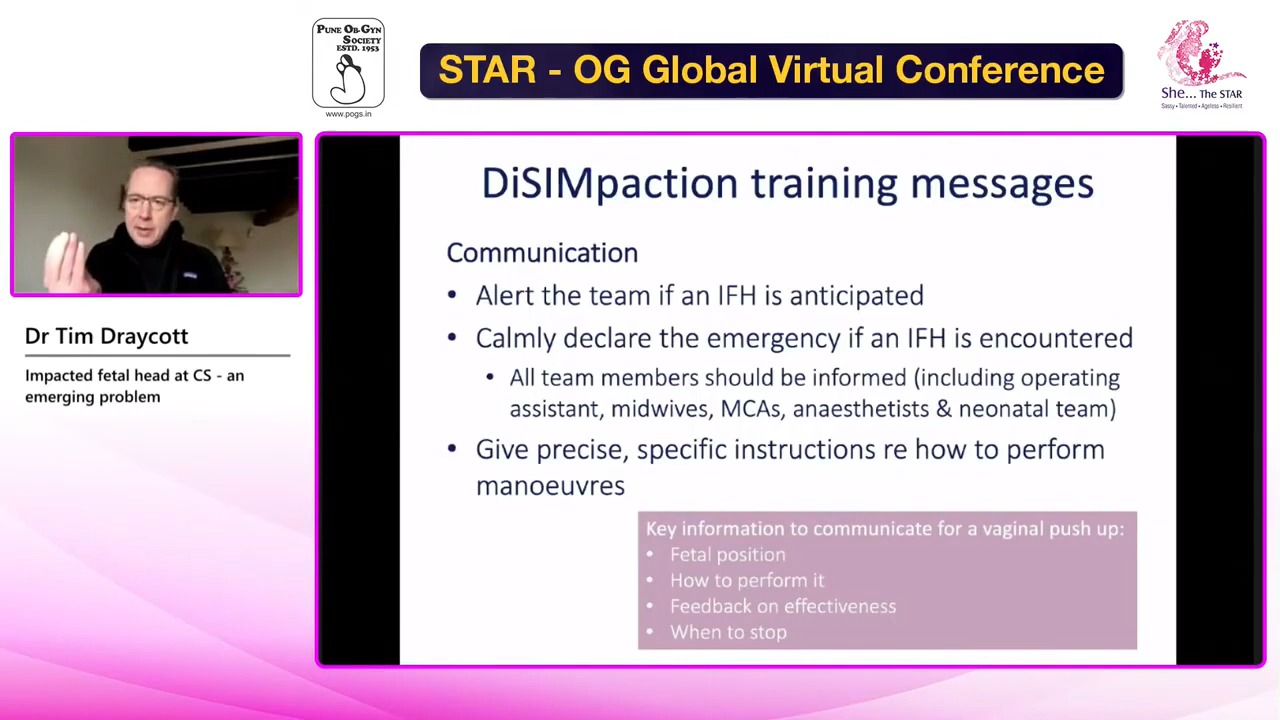 PUNE OB-GYN
SOCIETY
ESTD. 1953
www.pogs.in
STAR - OG Global Virtual Conference
She... The STAR
Sassy • Talented • Ageless • Resilient
Dr Tim Draycott
Impacted fetal head at CS - an
emerging problem
DiSIMpaction training messages
Communication
• Alert the team if an IFH is anticipated
• Calmly declare the emergency if an IFH is encountered
• All team members should be informed (including operating
assistant, midwives, MCAs, anaesthetists & neonatal team)
• Give precise, specific instructions re how to perform
manoeuvres
Key information to communicate for a vaginal push up:
• Fetal position
• How to perform it
• Feedback on effectiveness
• When to stop